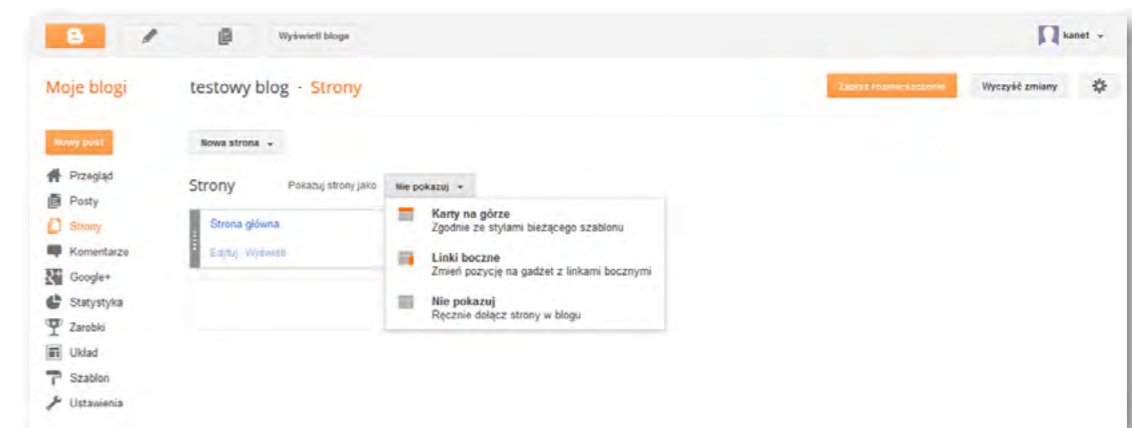 Wyświetl bloga
kanet
Moje blogi
testowy blog · Strony
Zapisz rozmieszczenie
Wyczyść zmiany
Nowy post
Nowa strona
Przegląd
Posty
Strony
Komentarze
Google+
Statystyka
Zarobki
Układ
Szablon
Ustawienia
Strony
Pokazuj strony jako
Nie pokazuj
Strona główna
Edytuj Wyświetl
Karty na górze
Zgodnie ze stylami bieżącego szablonu
Linki boczne
Zmień pozycję na gadżet z linkami bocznymi
Nie pokazuj
Ręcznie dołącz strony w blogu